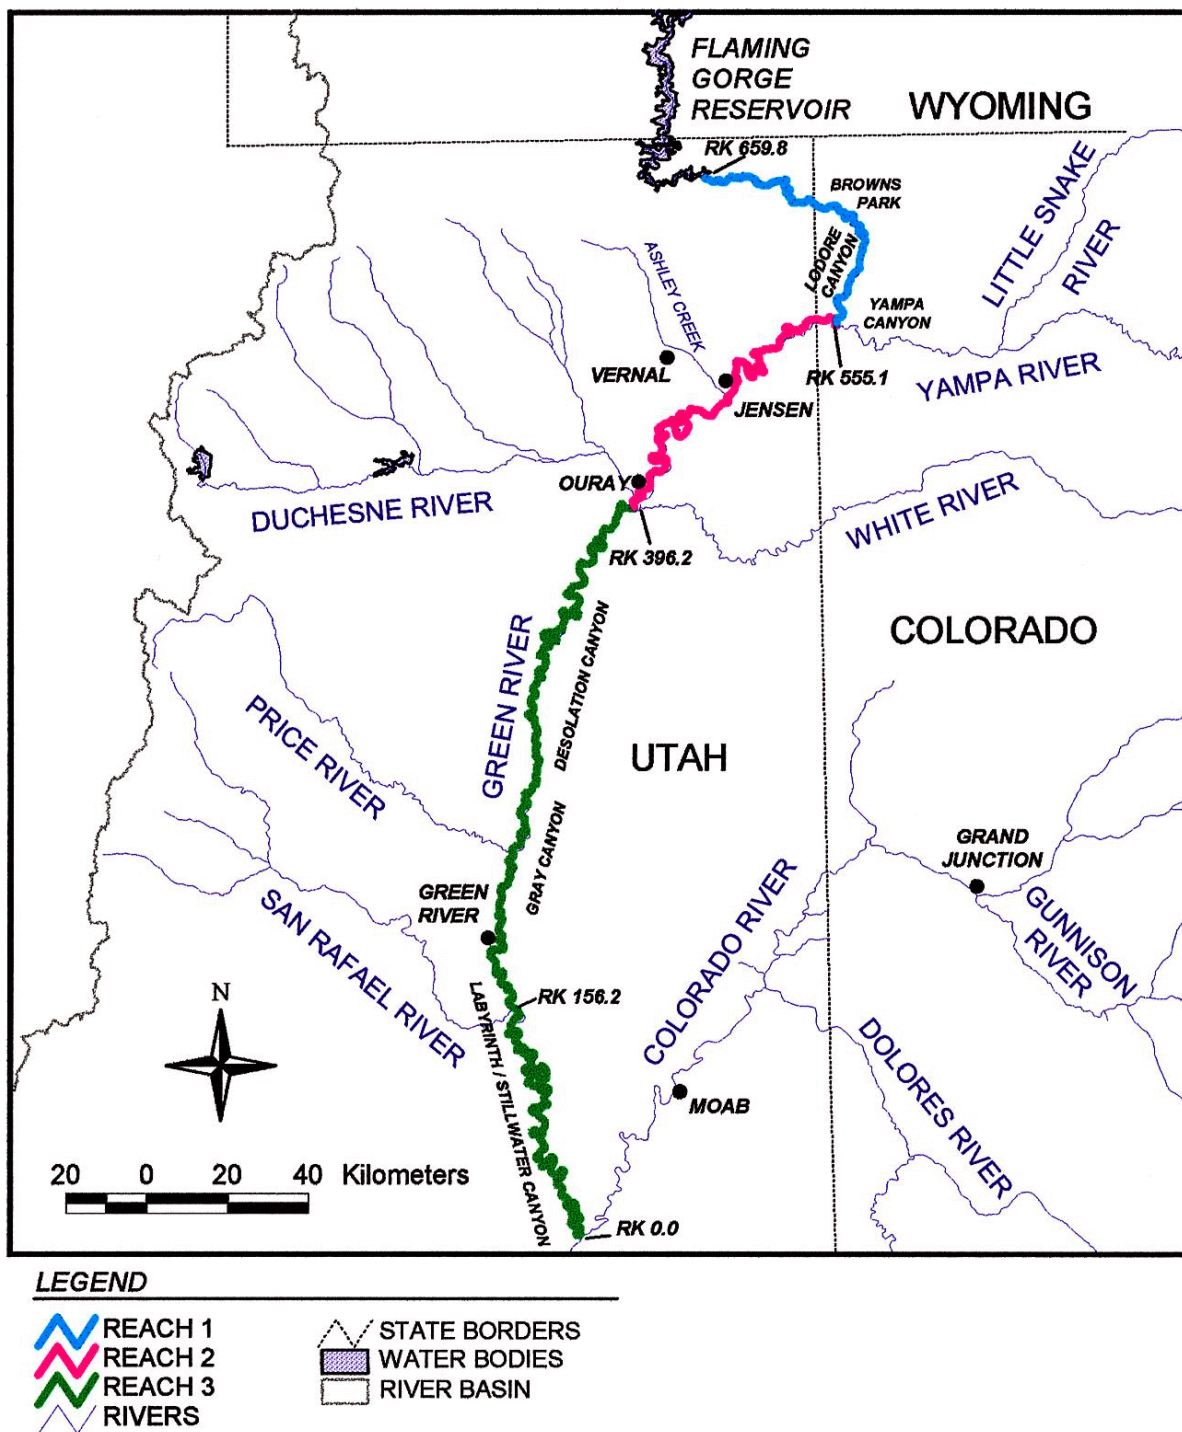 FLAMING
GORGE
RESERVOIR
WYOMING
RK 659.8
BROWNS
PARK
LITTLE SNAKE
RIVER
LODORE
CANYON
ASHLEY CREEK
YAMPA
CANYON
VERNAL
RK 555.1
YAMPA RIVER
JENSEN
OURAY
DUCHESNE RIVER
WHITE RIVER
RK 396.2
COLORADO
GREEN RIVER
DESOLATION CANYON
PRICE RIVER
UTAH
GRAY CANYON
GRAND
JUNCTION
GREEN
RIVER
SAN RAFAEL RIVER
COLORADO RIVER
GUNNISON
RIVER
N
RK 156.2
LABYRINTH / STILLWATER CANYON
DOLORES RIVER
MOAB
20 0 20 40 Kilometers
RK 0.0
LEGEND
REACH 1
REACH 2
REACH 3
RIVERS
STATE BORDERS
WATER BODIES
RIVER BASIN